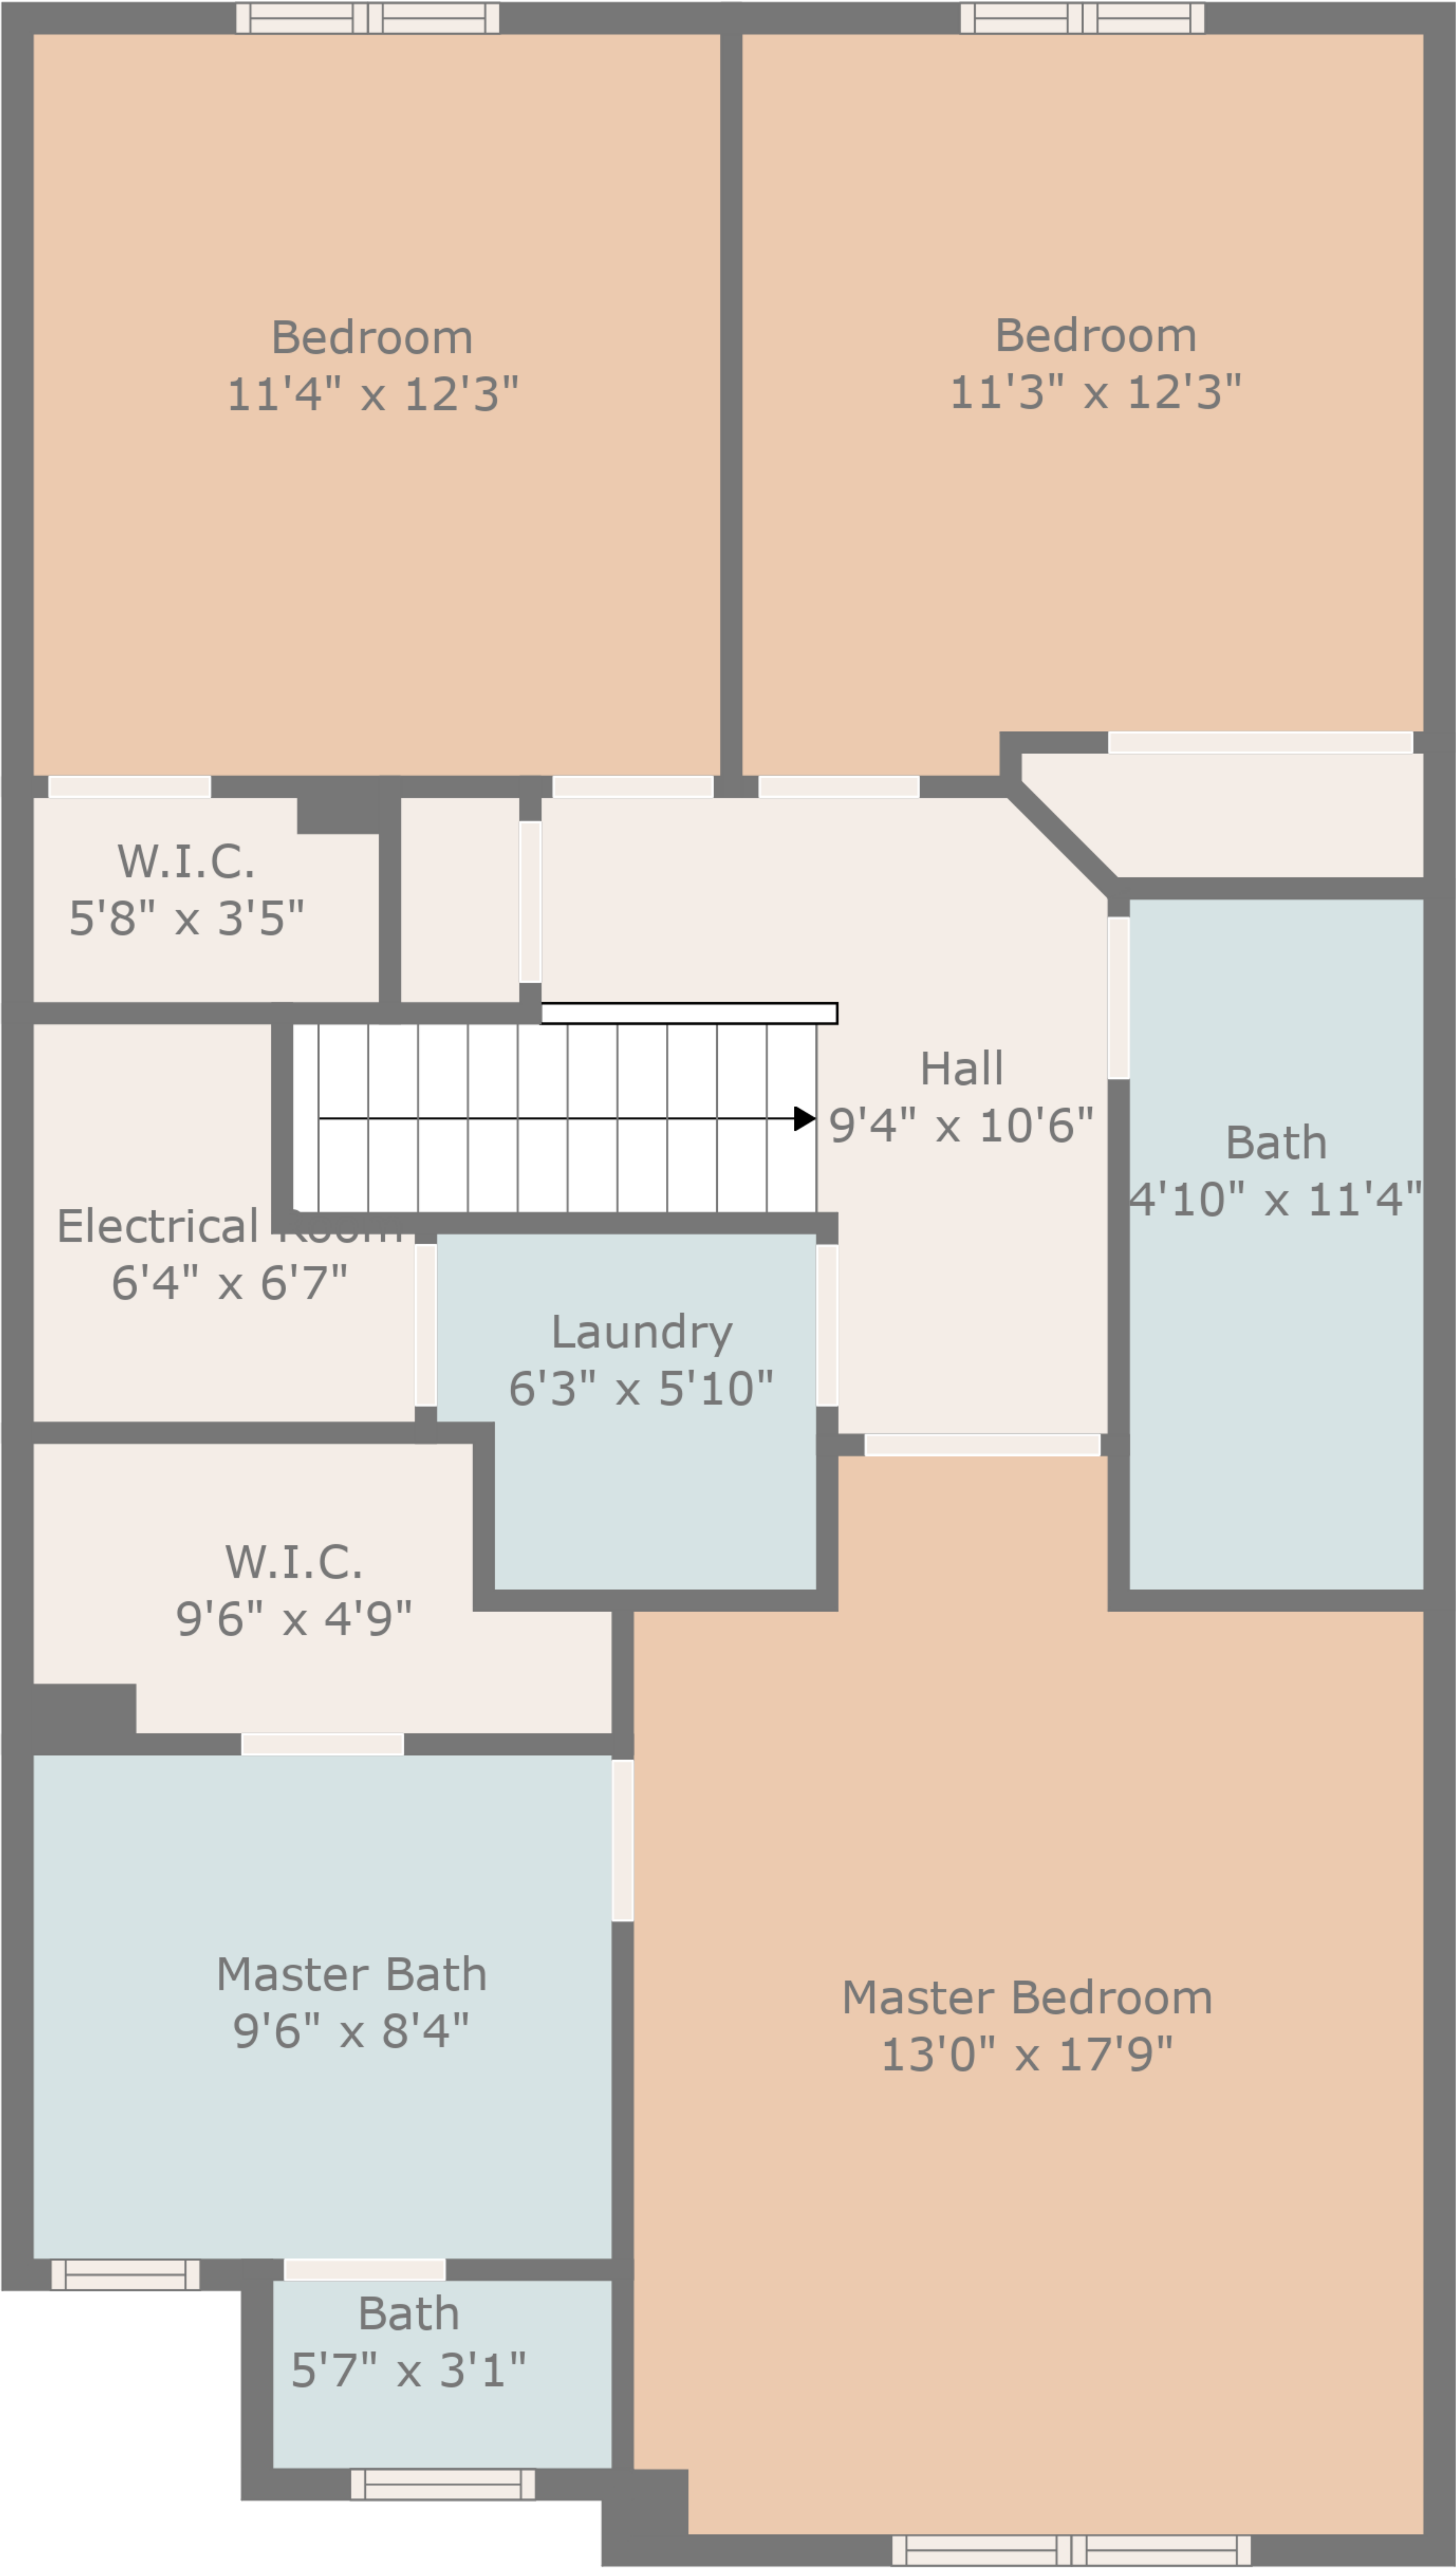 Bedroom
11'4" x 12'3"
Bedroom
11'3" x 12'3"
W.I.C.
5'8" x 3'5"
Hall
9'4" x 10'6"
Bath
4'10" x 11'4"
Electrical Room
6'4" x 6'7"
Laundry
6'3" x 5'10"
W.I.C.
9'6" x 4'9"
Master Bath
9'6" x 8'4"
Master Bedroom
13'0" x 17'9"
Bath
5'7" x 3'1"